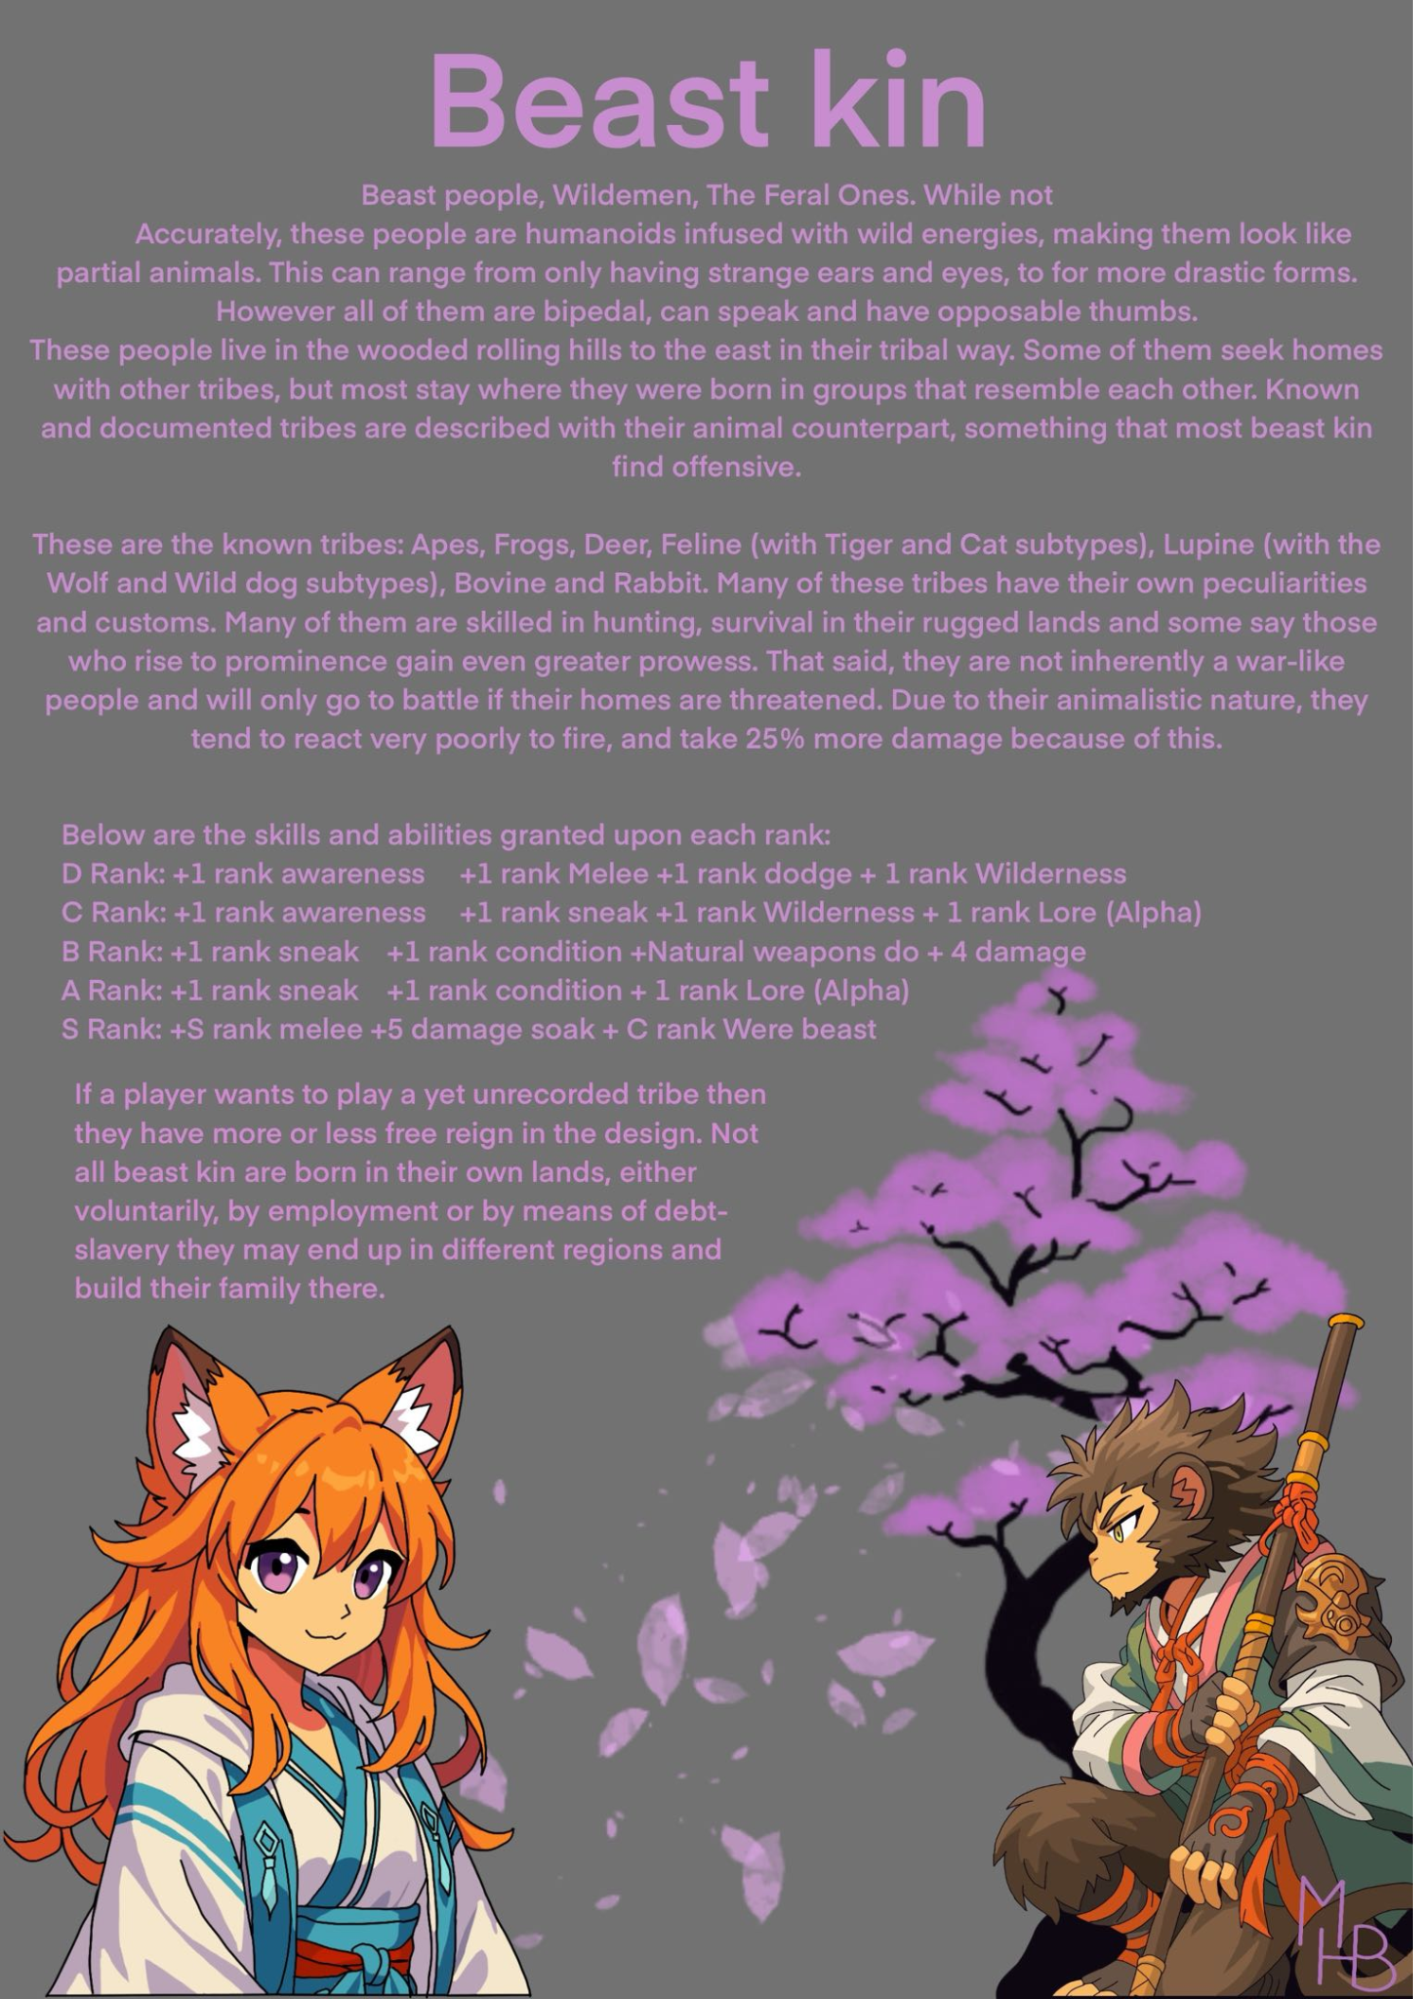 Beast kin
Beast people, Wildemen, The Feral Ones. While not
Accurately, these people are humanoids infused with wild energies, making them look like
partial animals. This can range from only having strange ears and eyes, to for more drastic forms.
However all of them are bipedal, can speak and have opposable thumbs.
These people live in the wooded rolling hills to the east in their tribal way. Some of them seek homes
with other tribes, but most stay where they were born in groups that resemble each other. Known
and documented tribes are described with their animal counterpart, something that most beast kin
find offensive.
These are the known tribes: Apes, Frogs, Deer, Feline (with Tiger and Cat subtypes), Lupine (with the
Wolf and Wild dog subtypes), Bovine and Rabbit. Many of these tribes have their own peculiarities
and customs. Many of them are skilled in hunting, survival in their rugged lands and some say those
who rise to prominence gain even greater prowess. That said, they are not inherently a war-like
people and will only go to battle if their homes are threatened. Due to their animalistic nature, they
tend to react very poorly to fire, and take 25% more damage because of this.
Below are the skills and abilities granted upon each rank:
D Rank: +1 rank awareness +1 rank Melee +1 rank dodge + 1 rank Wilderness
C Rank: +1 rank awareness +1 rank sneak +1 rank Wilderness + 1 rank Lore (Alpha)
B Rank: +1 rank sneak +1 rank condition +Natural weapons do + 4 damage
A Rank: +1 rank sneak +1 rank condition + 1 rank Lore (Alpha)
S Rank: +S rank melee +5 damage soak + C rank Were beast
If a player wants to play a yet unrecorded tribe then
they have more or less free reign in the design. Not
all beast kin are born in their own lands, either
voluntarily, by employment or by means of debt-
slavery they may end up in different regions and
build their family there.
MHB